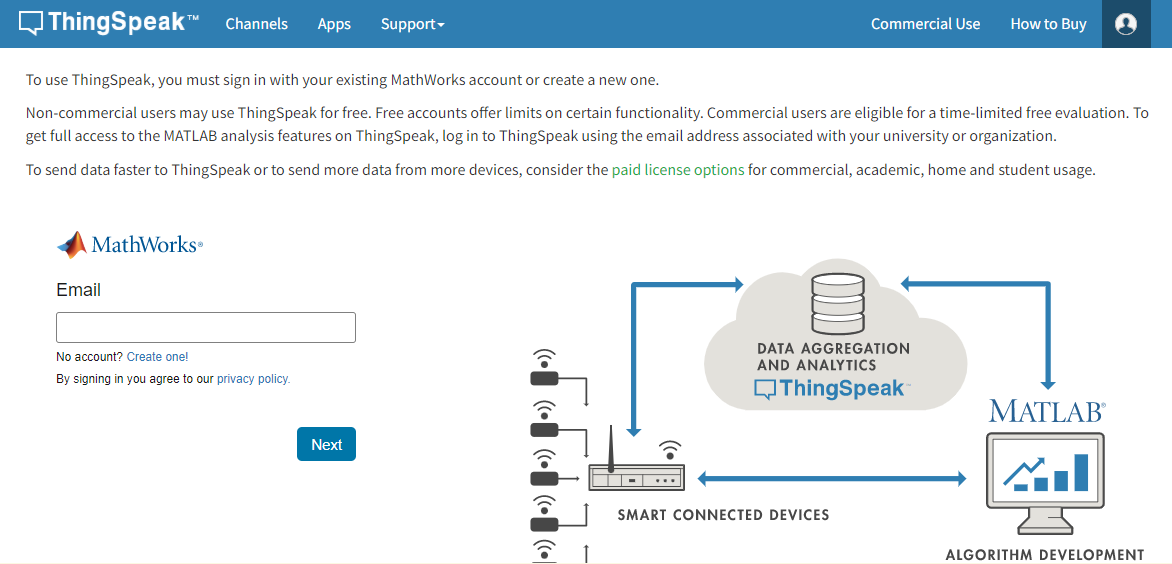 ThingSpeak™ Channels Apps Support Commercial Use How to Buy
To use ThingSpeak, you must sign in with your existing MathWorks account or create a new one.
Non-commercial users may use ThingSpeak for free. Free accounts offer limits on certain functionality. Commercial users are eligible for a time-limited free evaluation. To
get full access to the MATLAB analysis features on ThingSpeak, log in to ThingSpeak using the email address associated with your university or organization.
To send data faster to ThingSpeak or to send more data from more devices, consider the paid license options for commercial, academic, home and student usage.
MathWorks®
Email
No account? Create one!
By signing in you agree to our privacy policy.
Next
DATA AGGREGATION
AND ANALYTICS
ThingSpeak™
MATLAB®
SMART CONNECTED DEVICES
ALGORITHM DEVELOPMENT